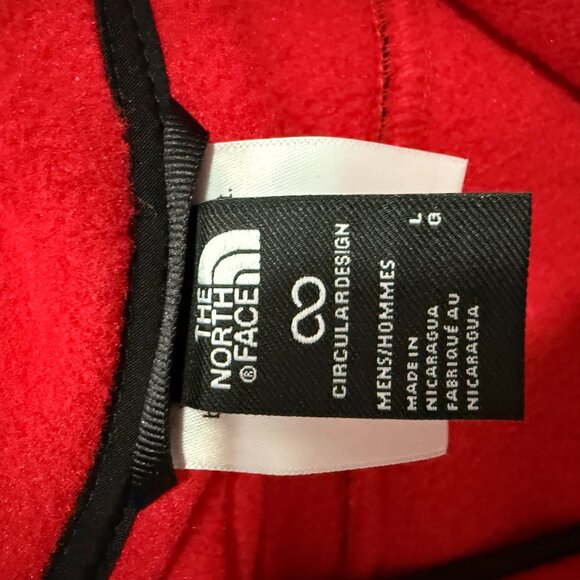 THE
NORTH
FACE®
CIRCULARDESIGN
MENS/HOMMES
L
G
MADE IN
NICARAGUA
FABRIQUÉ AU
NICARAGUA